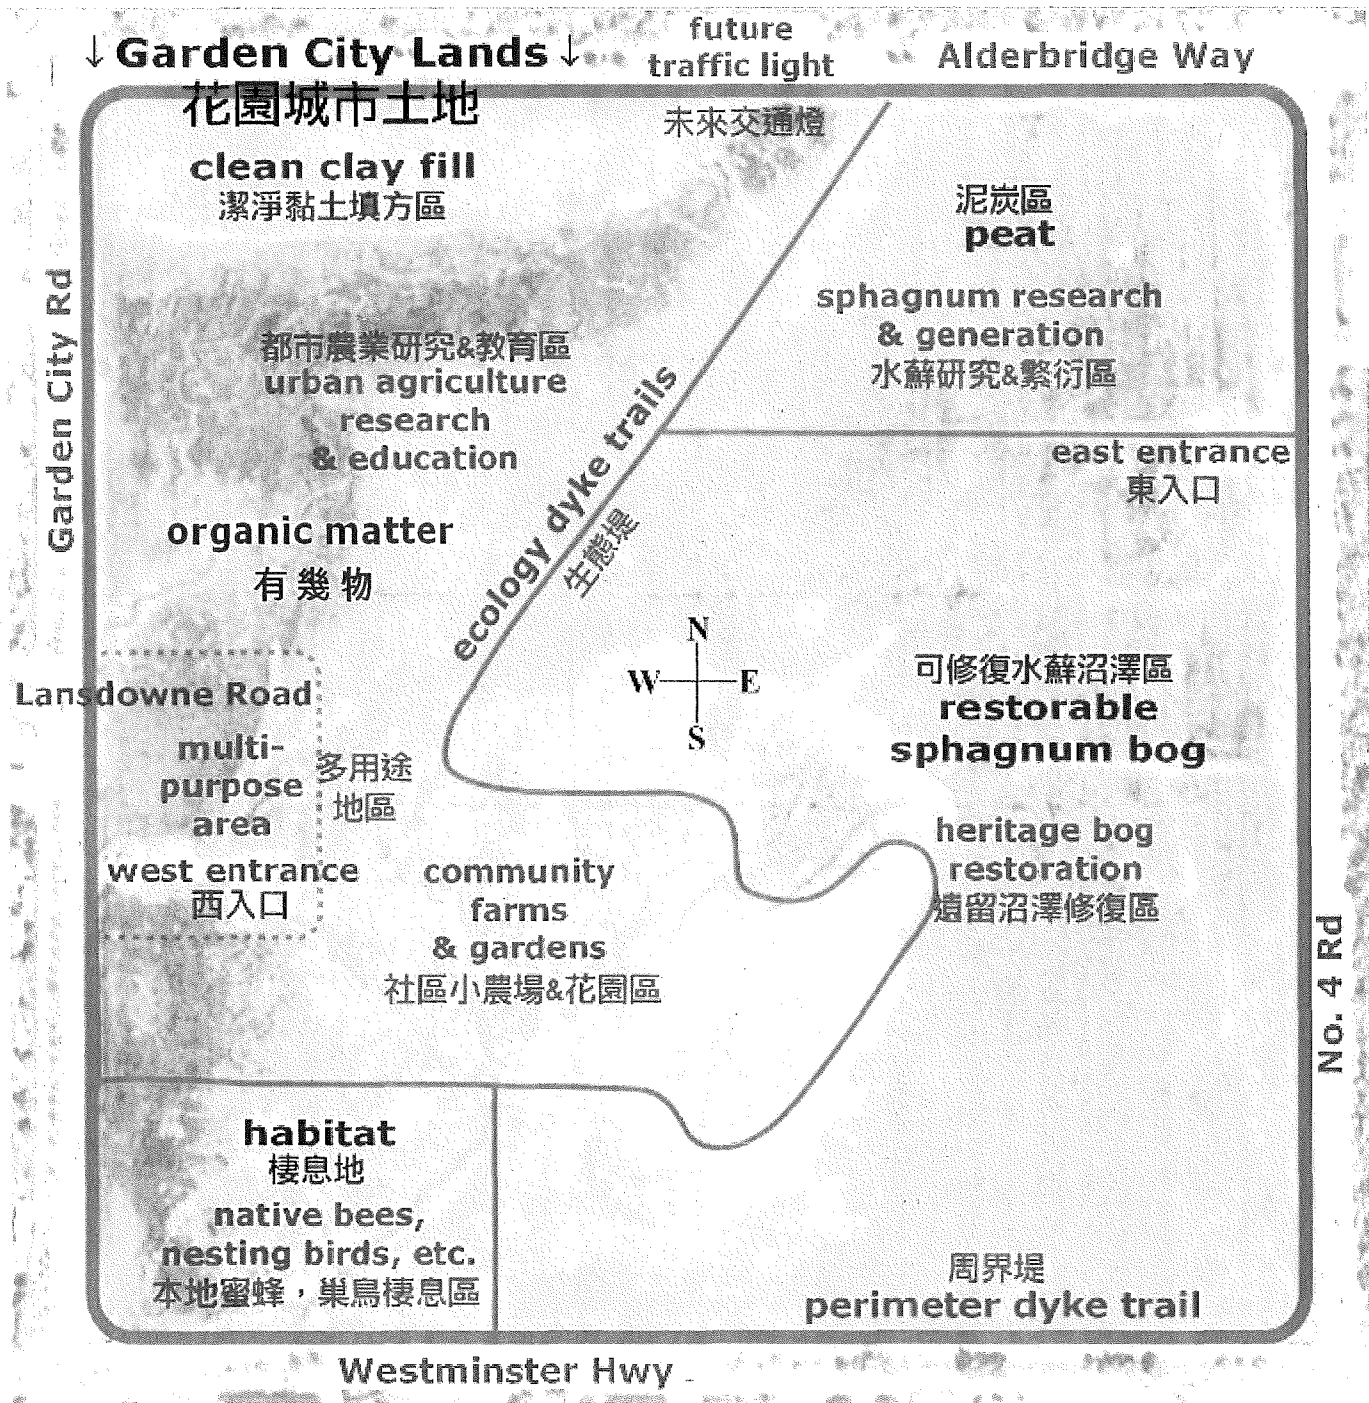 ↓Garden City Lands↓
花園城市土地
future
traffic light
未來交通燈
Alderbridge Way
clean clay fill
潔淨黏土填方區
泥炭區
peat
sphagnum research
& generation
水蘇研究&繁衍區
Garden City Rd
都市農業研究&教育區
urban agriculture
research
& education
ecology dyke trails
生態堤
east entrance
東入口
organic matter
有幾物
N
W
E
S
Lansdowne Road
multi-
purpose
area
多用途
地區
west entrance
西入口
可修復水蘇沼澤區
restorable
sphagnum bog
heritage bog
restoration
遺留沼澤修復區
community
farms
& gardens
社區小農場&花園區
No. 4 Rd
habitat
棲息地
native bees,
nesting birds, etc.
本地蜜蜂，巢鳥棲息區
周界堤
perimeter dyke trail
Westminster Hwy